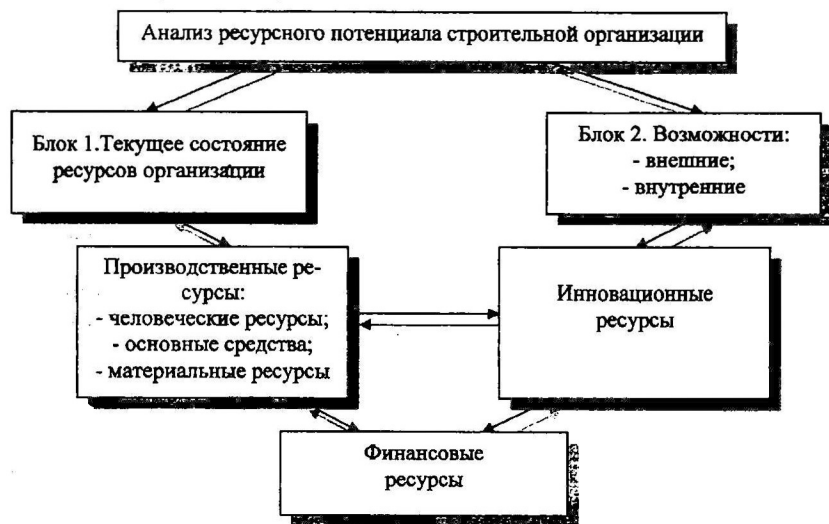 Анализ ресурсного потенциала строительной организации
Блок 1.Текущее состояние
ресурсов организации
Блок 2. Возможности:
- внешние;
- внутренние
Производственные ре-
сурсы:
- человеческие ресурсы;
- основные средства;
- материальные ресурсы
Инновационные
ресурсы
Финансовые
ресурсы